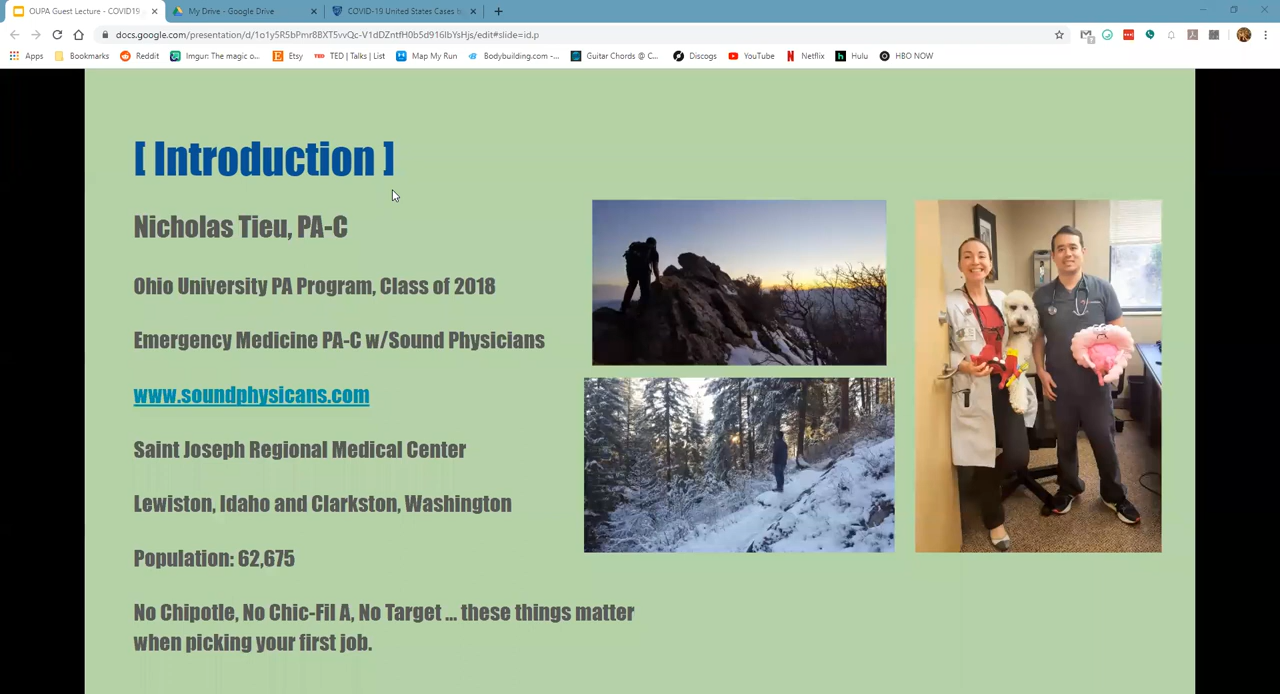 OUPA Guest Lecture - COVID19
My Drive - Google Drive
COVID-19 United States Cases
docs.google.com/presentation/d/1o1y5R5bPmr8BXT5vvQc-V1dDZntfH0b5d916IbYsHjs/edit#slide=id.p
Apps
Bookmarks
Reddit
Imgur: The magic o...
Etsy
TED | Talks | List
Map My Run
Bodybuilding.com -...
Guitar Chords @ C...
Discogs
YouTube
Netflix
Hulu
HBO NOW
[ Introduction ]
Nicholas Tieu, PA-C
Ohio University PA Program, Class of 2018
Emergency Medicine PA-C w/Sound Physicians
www.soundphysicans.com
Saint Joseph Regional Medical Center
Lewiston, Idaho and Clarkston, Washington
Population: 62,675
No Chipotle, No Chic-Fil A, No Target ... these things matter
when picking your first job.